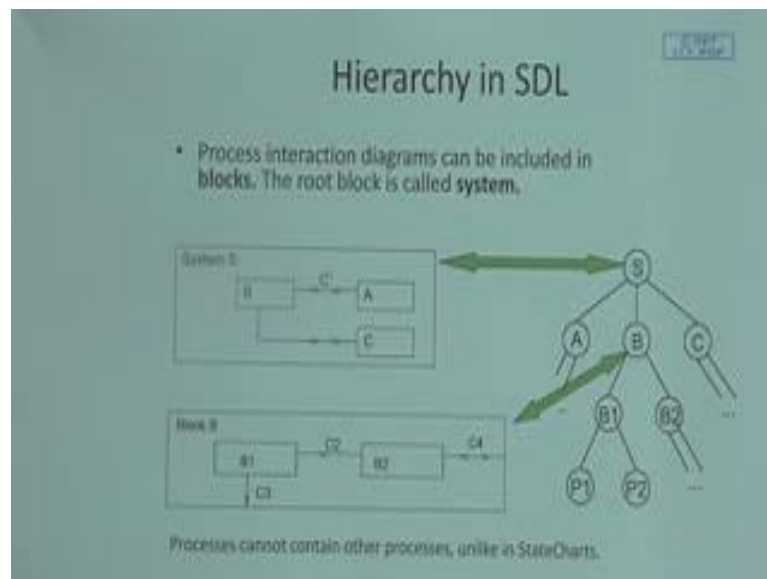 Hierarchy in SDL
• Process interaction diagrams can be included in
blocks. The root block is called system.
System S
B
C'
A
C
S
A
B
C
...
Block B
B1
C2
B2
C4
C3
B1
B2
...
P1
P2
Processes cannot contain other processes, unlike in StateCharts.